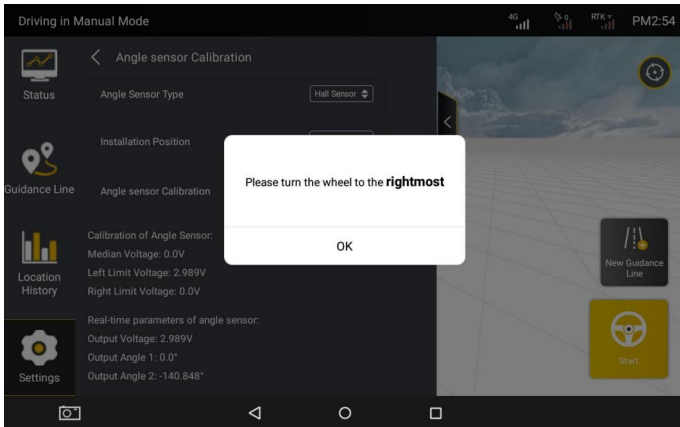 Driving in Manual Mode
4G
0
RTK
PM2:54
Angle sensor Calibration
Status
Angle Sensor Type
Hall Sensor
Installation Position
Guidance Line
Angle sensor Calibration
Please turn the wheel to the rightmost
OK
Calibration of Angle Sensor:
Median Voltage: 0.0V
Left Limit Voltage: 2.989V
Right Limit Voltage: 0.0V
Location
History
New Guidance
Line
Real-time parameters of angle sensor:
Output Voltage: 2.989V
Output Angle 1: 0.0°
Output Angle 2: -140.848°
Settings
Start